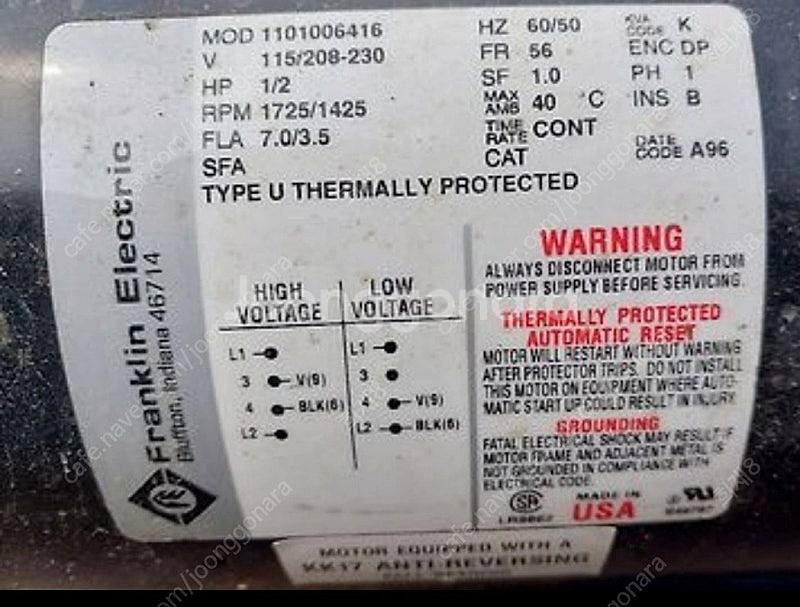 MOD 1101006416
V 115/208-230
HP 1/2
RPM 1725/1425
FLA 7.0/3.5
SFA
HZ 60/50
FR 56
SF 1.0
MAX AMB 40 °C
TIME RATE CONT
CAT
KVA CODE K
ENC DP
PH 1
INS B
DATE CODE A96
TYPE U THERMALLY PROTECTED
Franklin Electric
Bluffton, Indiana 46714
HIGH VOLTAGE
L1
3 V(9)
4 BLK(6)
L2
LOW VOLTAGE
L1
3
4 V(9)
L2 BLK(6)
WARNING
ALWAYS DISCONNECT MOTOR FROM
POWER SUPPLY BEFORE SERVICING.
THERMALLY PROTECTED
AUTOMATIC RESET
MOTOR WILL RESTART WITHOUT WARNING
AFTER PROTECTOR TRIPS. DO NOT INSTALL
THIS MOTOR ON EQUIPMENT WHERE AUTO-
MATIC START UP COULD RESULT IN INJURY.
GROUNDING
FATAL ELECTRICAL SHOCK MAY RESULT IF
MOTOR FRAME AND ADJACENT METAL IS
NOT GROUNDED IN COMPLIANCE WITH
ELECTRICAL CODE.
MADE IN
USA
MOTOR EQUIPPED WITH A
KK17 ANTI-REVERSING
Joonggonara
cafe.naver.com/joonggonara